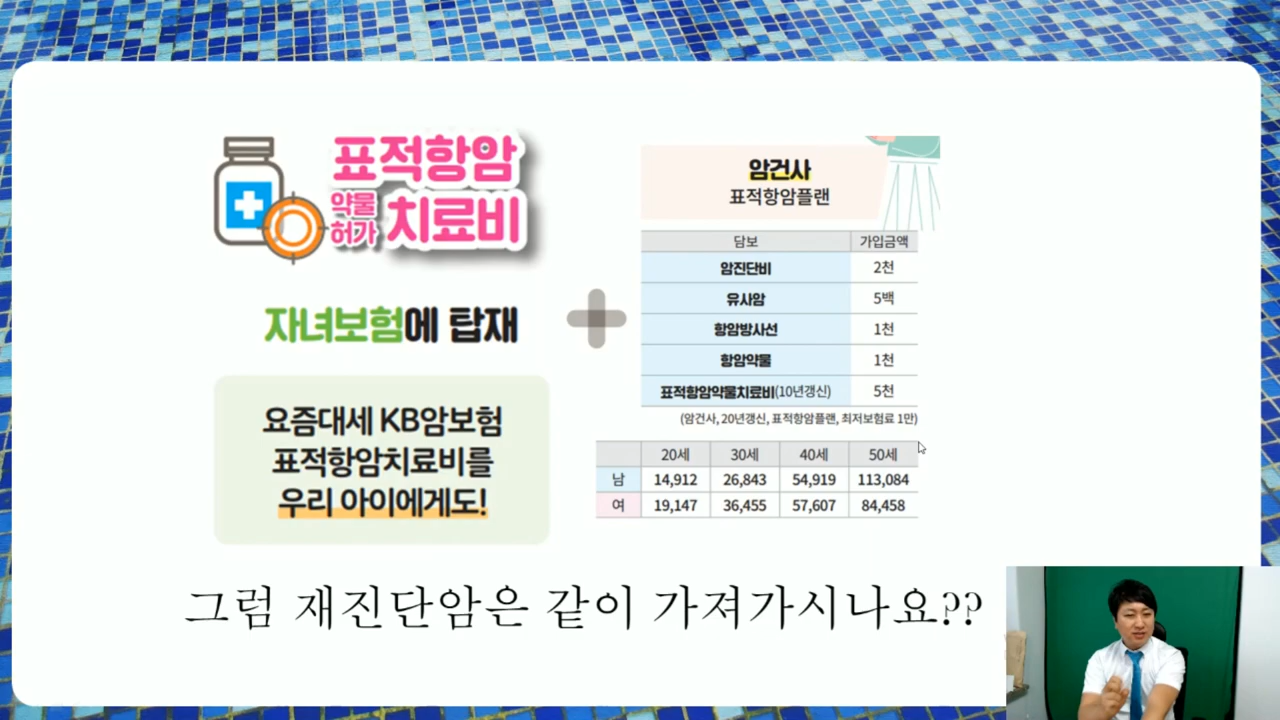 표적항암
약물
허가
치료비
자녀보험에 탑재
요즘대세 KB암보험
표적항암치료비를
우리 아이에게도!
암건사
표적항암플랜
담보 가입금액
암진단비 2천
유사암 5백
항암방사선 1천
항암약물 1천
표적항암약물치료비(10년갱신) 5천
(암건사, 20년갱신, 표적항암플랜, 최저보험료 1만)
20세 30세 40세 50세
남 14,912 26,843 54,919 113,084
여 19,147 36,455 57,607 84,458
그럼 재진단암은 같이 가져가시나요??